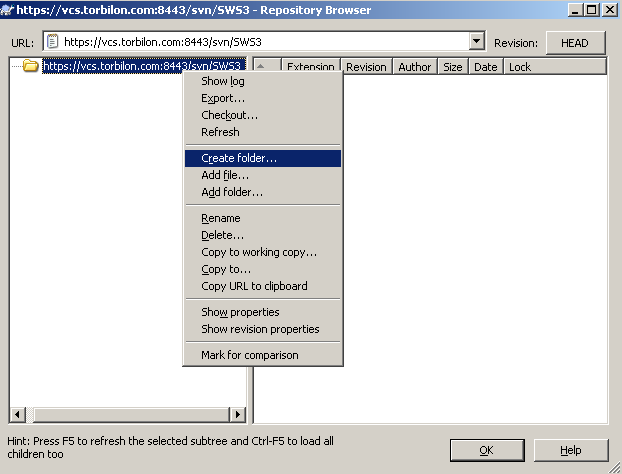 https://vcs.torbilon.com:8443/svn/SWS3 - Repository Browser
URL: https://vcs.torbilon.com:8443/svn/SWS3 Revision: HEAD
https://vcs.torbilon.com:8443/svn/SWS3 Extension Revision Author Size Date Lock
Show log
Export...
Checkout...
Refresh
Create folder...
Add file...
Add folder...
Rename
Delete...
Copy to working copy...
Copy to...
Copy URL to clipboard
Show properties
Show revision properties
Mark for comparison
Hint: Press F5 to refresh the selected subtree and Ctrl-F5 to load all
children too
OK Help